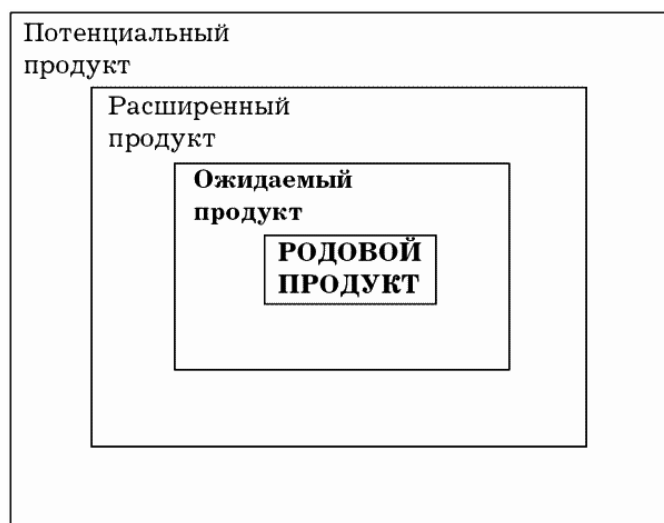 Потенциальный
продукт
Расширенный
продукт
Ожидаемый
продукт
РОДОВОЙ
ПРОДУКТ